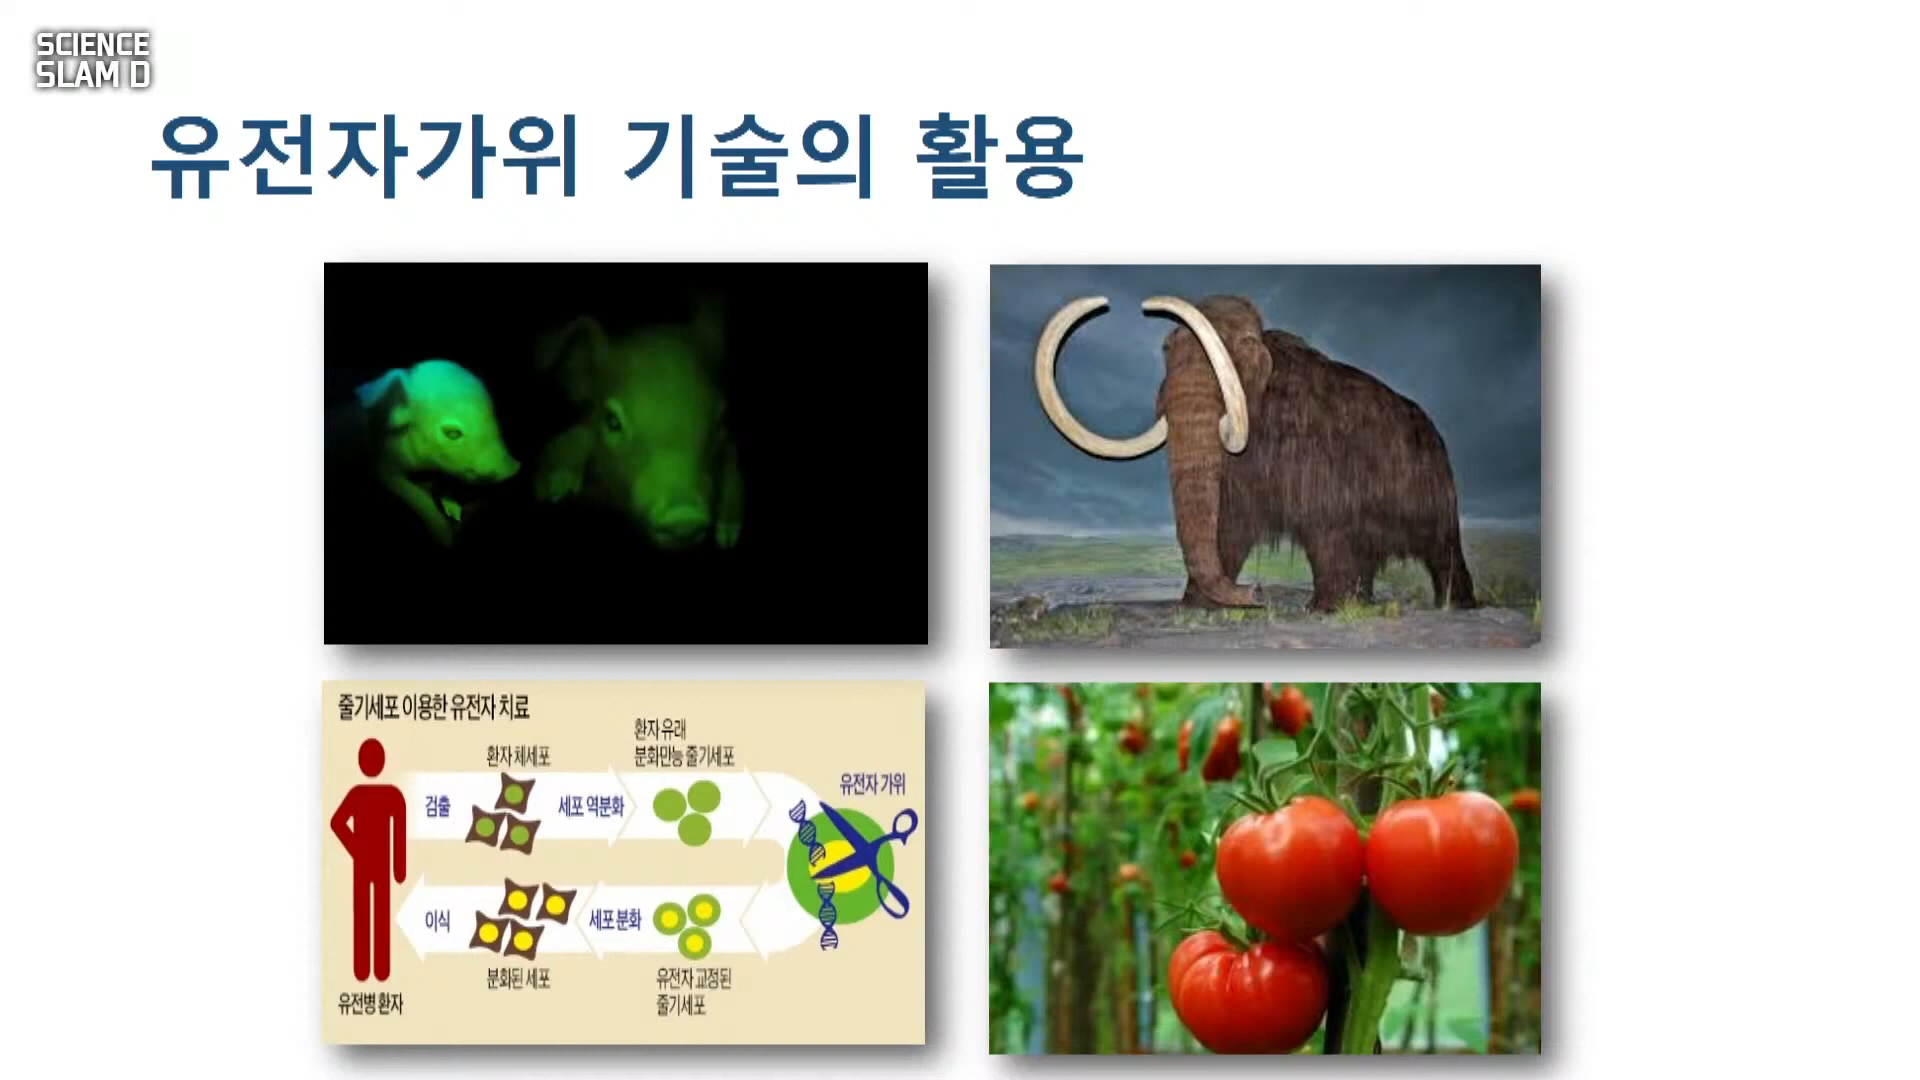 SCIENCE
SLAM D
유전자가위 기술의 활용
줄기세포 이용한 유전자 치료
환자 체세포
환자 유래
분화만능 줄기세포
유전자 가위
검출
세포 역분화
이식
세포 분화
분화된 세포
유전자 교정된
줄기세포
유전병 환자